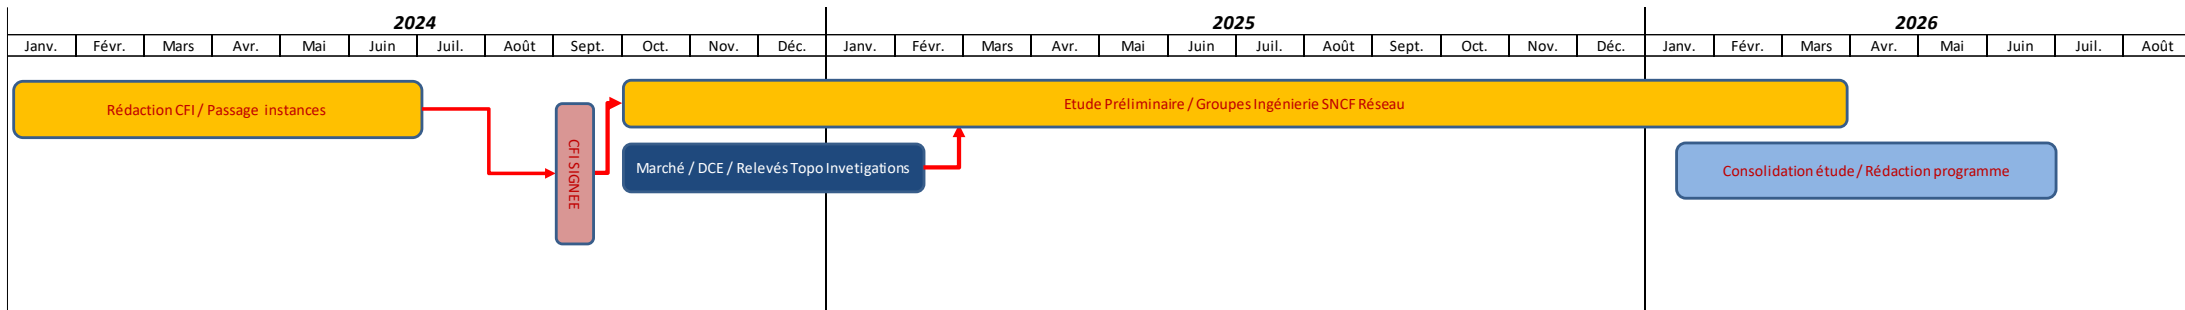 2024 2025 2026
Janv. Févr. Mars Avr. Mai Juin Juil. Août Sept. Oct. Nov. Déc. Janv. Févr. Mars Avr. Mai Juin Juil. Août Sept. Oct. Nov. Déc. Janv. Févr. Mars Avr. Mai Juin Juil. Août
Rédaction CFI / Passage instances
Etude Préliminaire / Groupes Ingénierie SNCF Réseau
CFI SIGNEE
Marché / DCE / Relevés Topo Invetigations
Consolidation étude / Rédaction programme